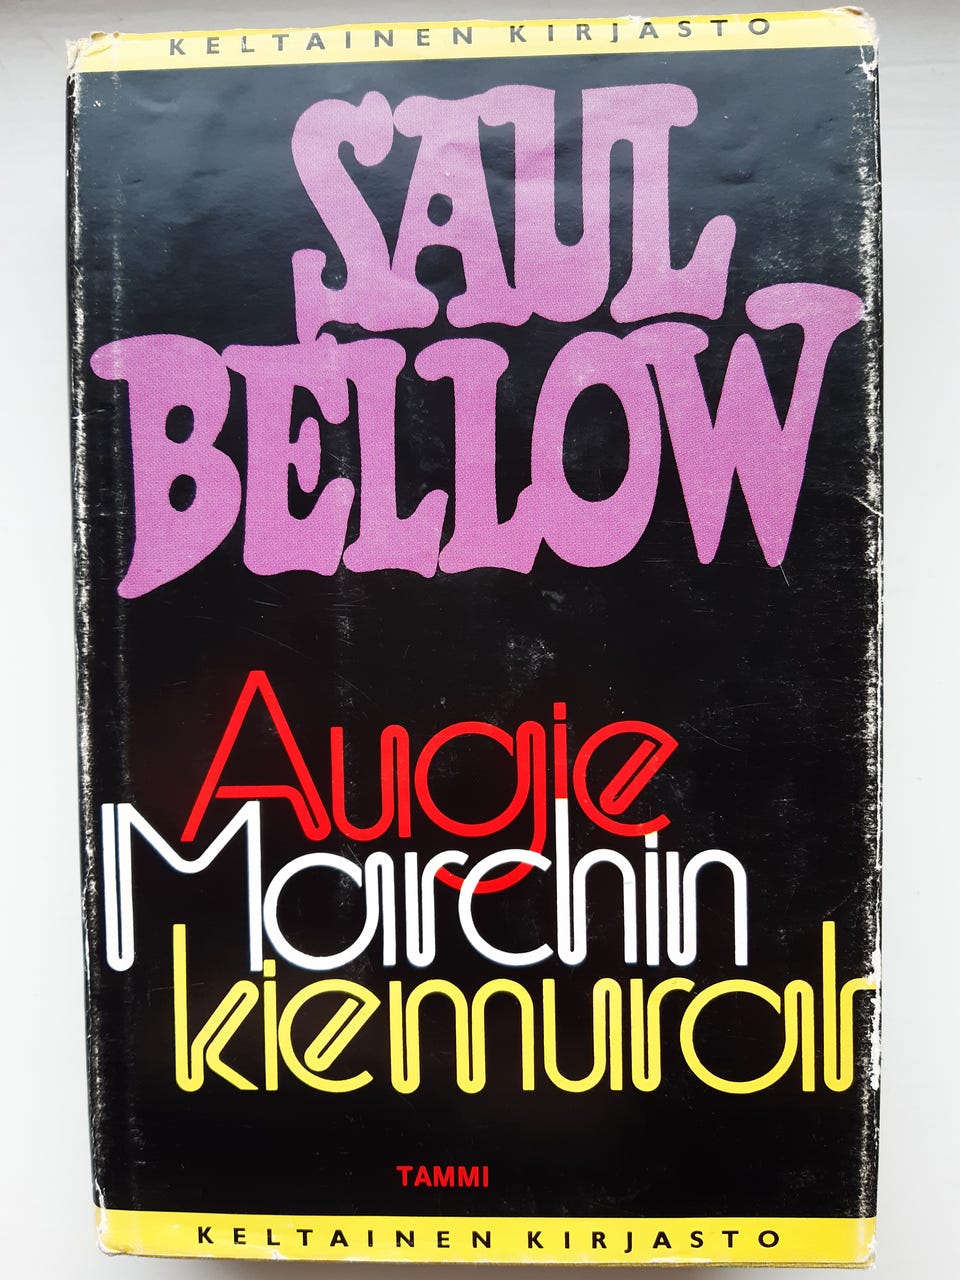 KELTAINEN KIRJASTO
SAUL
BELLOW
Augie
Marchin
kiemurat
TAMMI
KELTAINEN KIRJASTO